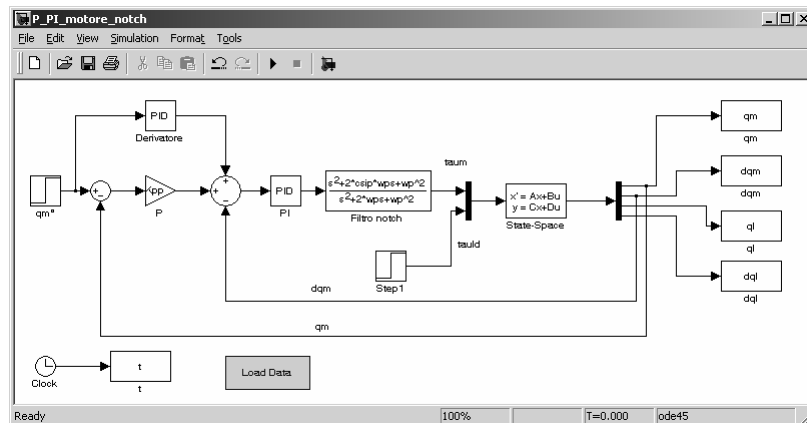 P_PI_motore_notch
File Edit View Simulation Format Tools
PID
Derivatore
qm*
Kpp
P
PID
PI
s^2+2*csip*wps+wp^2
s^2+2*wps+wp^2
Filtro notch
taum
tauld
Step1
x' = Ax+Bu
y = Cx+Du
State-Space
qm
qm
dqm
dqm
ql
ql
dql
dql
dqm
qm
Clock
t
t
Load Data
Ready 100% T=0.000 ode45